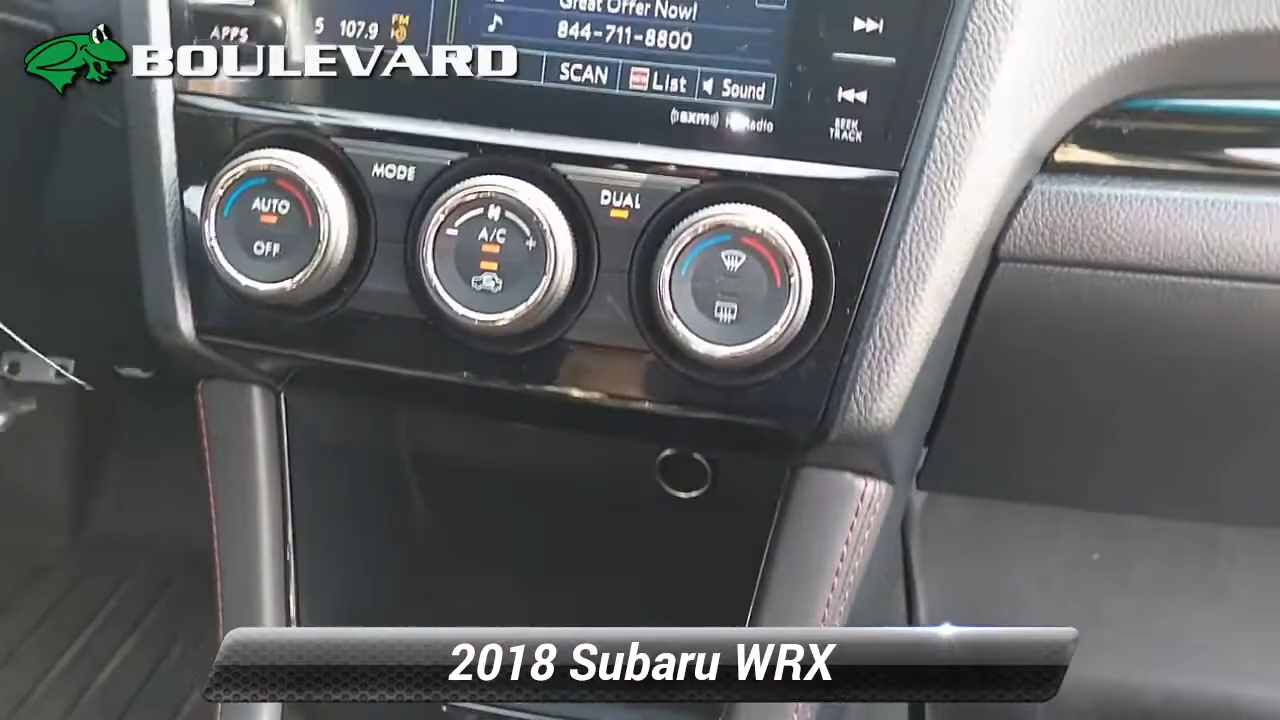 Great Offer Now!
844-711-8800
APPS
5 107.9 FM
BOULEVARD
SCAN List Sound
SEEK
TRACK
MODE
DUAL
AUTO
OFF
A/C
- +
2018 Subaru WRX